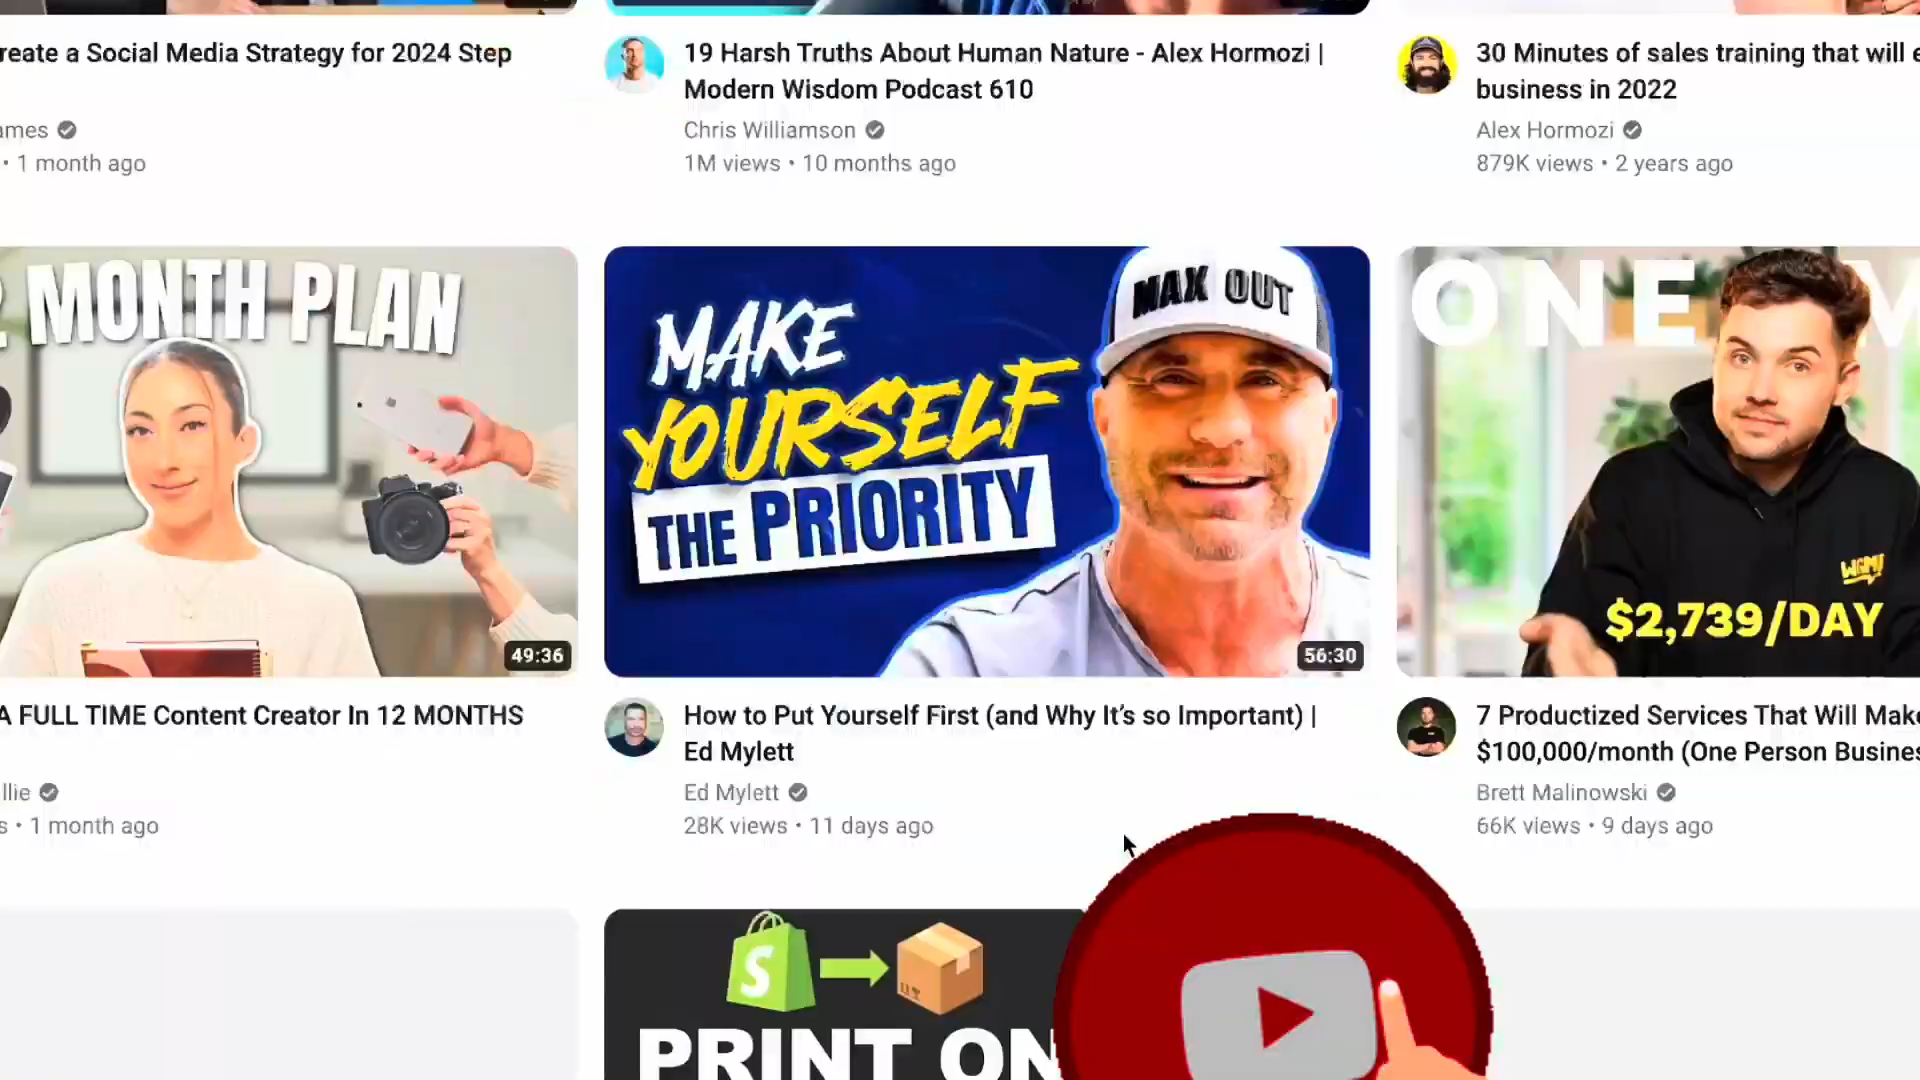 reate a Social Media Strategy for 2024 Step
ames
• 1 month ago
19 Harsh Truths About Human Nature - Alex Hormozi |
Modern Wisdom Podcast 610
Chris Williamson
1M views • 10 months ago
30 Minutes of sales training that will e
business in 2022
Alex Hormozi
879K views • 2 years ago
2 MONTH PLAN
49:36
MAX OUT
MAKE
YOURSELF
THE PRIORITY
56:30
ONE M
WGMI
$2,739/DAY
A FULL TIME Content Creator In 12 MONTHS
llie
s • 1 month ago
How to Put Yourself First (and Why It's so Important) |
Ed Mylett
Ed Mylett
28K views • 11 days ago
7 Productized Services That Will Make
$100,000/month (One Person Busines
Brett Malinowski
66K views • 9 days ago
S
PRINT ON